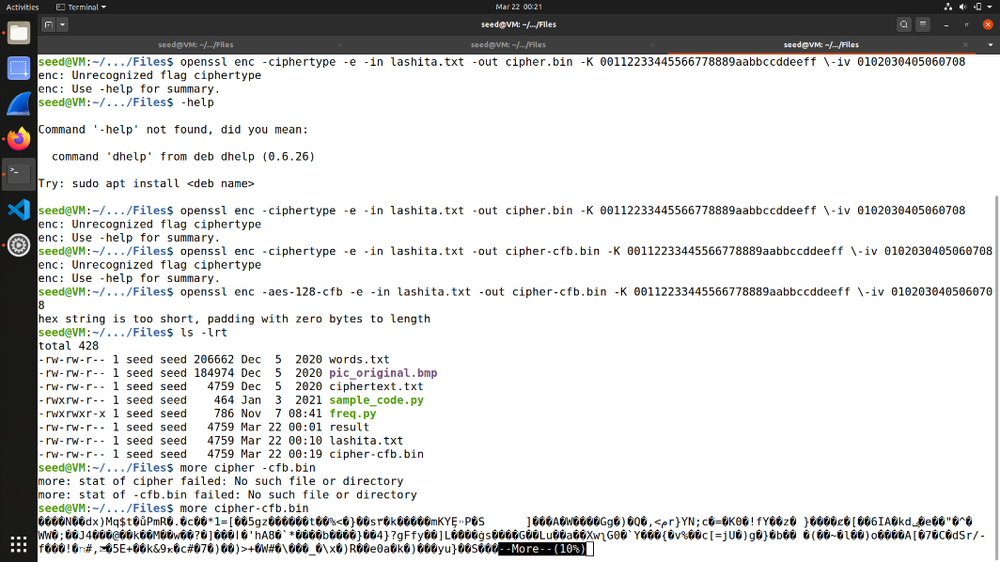 Activities
Terminal
Mar 22 00:21
seed@VM: ~/.../Files
seed@VM: ~/.../Files
seed@VM: ~/.../Files
seed@VM: ~/.../Files
seed@VM:~/.../Files$ openssl enc -ciphertype -e -in lashita.txt -out cipher.bin -K 00112233445566778889aabbccddeeff \-iv 0102030405060708
enc: Unrecognized flag ciphertype
enc: Use -help for summary.
seed@VM:~/.../Files$ -help
Command '-help' not found, did you mean:
command 'dhelp' from deb dhelp (0.6.26)
Try: sudo apt install <deb name>
seed@VM:~/.../Files$ openssl enc -ciphertype -e -in lashita.txt -out cipher.bin -K 00112233445566778889aabbccddeeff \-iv 0102030405060708
enc: Unrecognized flag ciphertype
enc: Use -help for summary.
seed@VM:~/.../Files$ openssl enc -ciphertype -e -in lashita.txt -out cipher-cfb.bin -K 00112233445566778889aabbccddeeff \-iv 0102030405060708
enc: Unrecognized flag ciphertype
enc: Use -help for summary.
seed@VM:~/.../Files$ openssl enc -aes-128-cfb -e -in lashita.txt -out cipher-cfb.bin -K 00112233445566778889aabbccddeeff \-iv 010203040506070
8
hex string is too short, padding with zero bytes to length
seed@VM:~/.../Files$ ls -lrt
total 428
-rw-rw-r-- 1 seed seed 206662 Dec  5  2020 words.txt
-rw-rw-r-- 1 seed seed 184974 Dec  5  2020 pic_original.bmp
-rw-rw-r-- 1 seed seed   4759 Dec  5  2020 ciphertext.txt
-rwxrw-r-- 1 seed seed    464 Jan  3  2021 sample_code.py
-rwxrwxr-x 1 seed seed    786 Nov  7 08:41 freq.py
-rw-rw-r-- 1 seed seed   4759 Mar 22 00:01 result
-rw-rw-r-- 1 seed seed   4759 Mar 22 00:10 lashita.txt
-rw-rw-r-- 1 seed seed   4759 Mar 22 00:19 cipher-cfb.bin
seed@VM:~/.../Files$ more cipher -cfb.bin
more: stat of cipher failed: No such file or directory
more: stat of -cfb.bin failed: No such file or directory
seed@VM:~/.../Files$ more cipher-cfb.bin
--More--(10%)